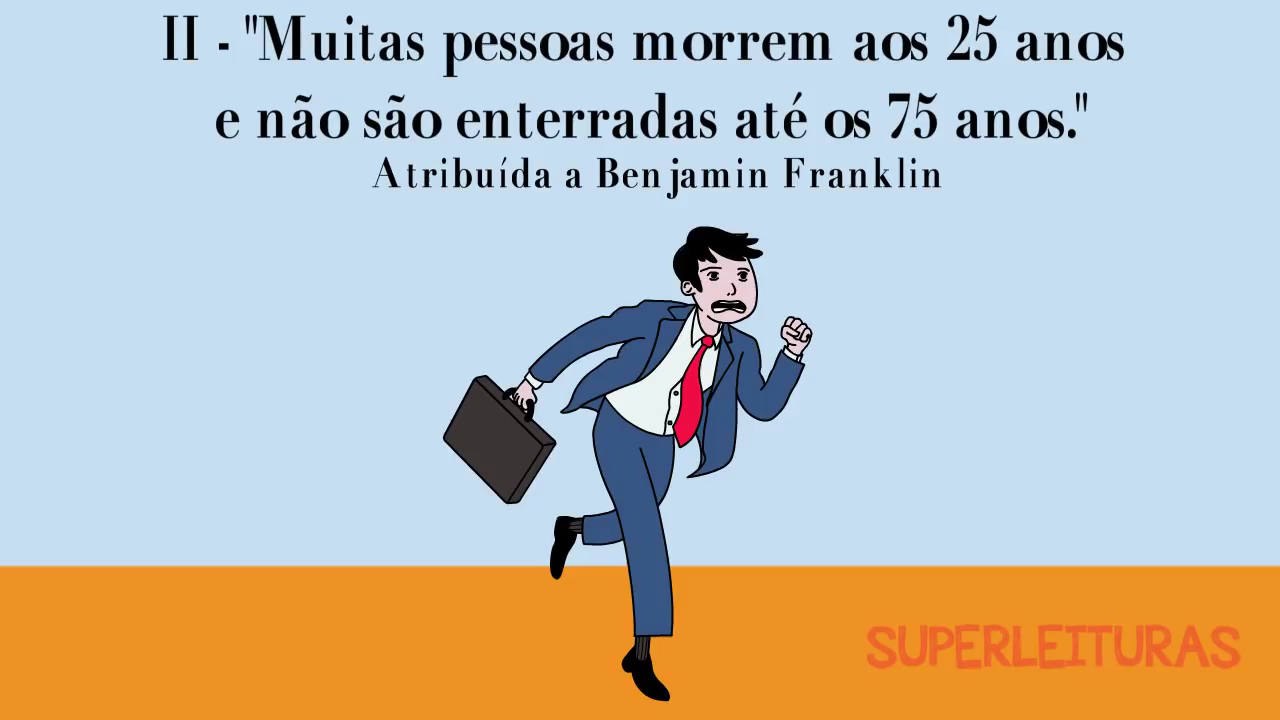 II - "Muitas pessoas morrem aos 25 anos
e não são enterradas até os 75 anos."
Atribuída a Benjamin Franklin
SUPERLEITURAS